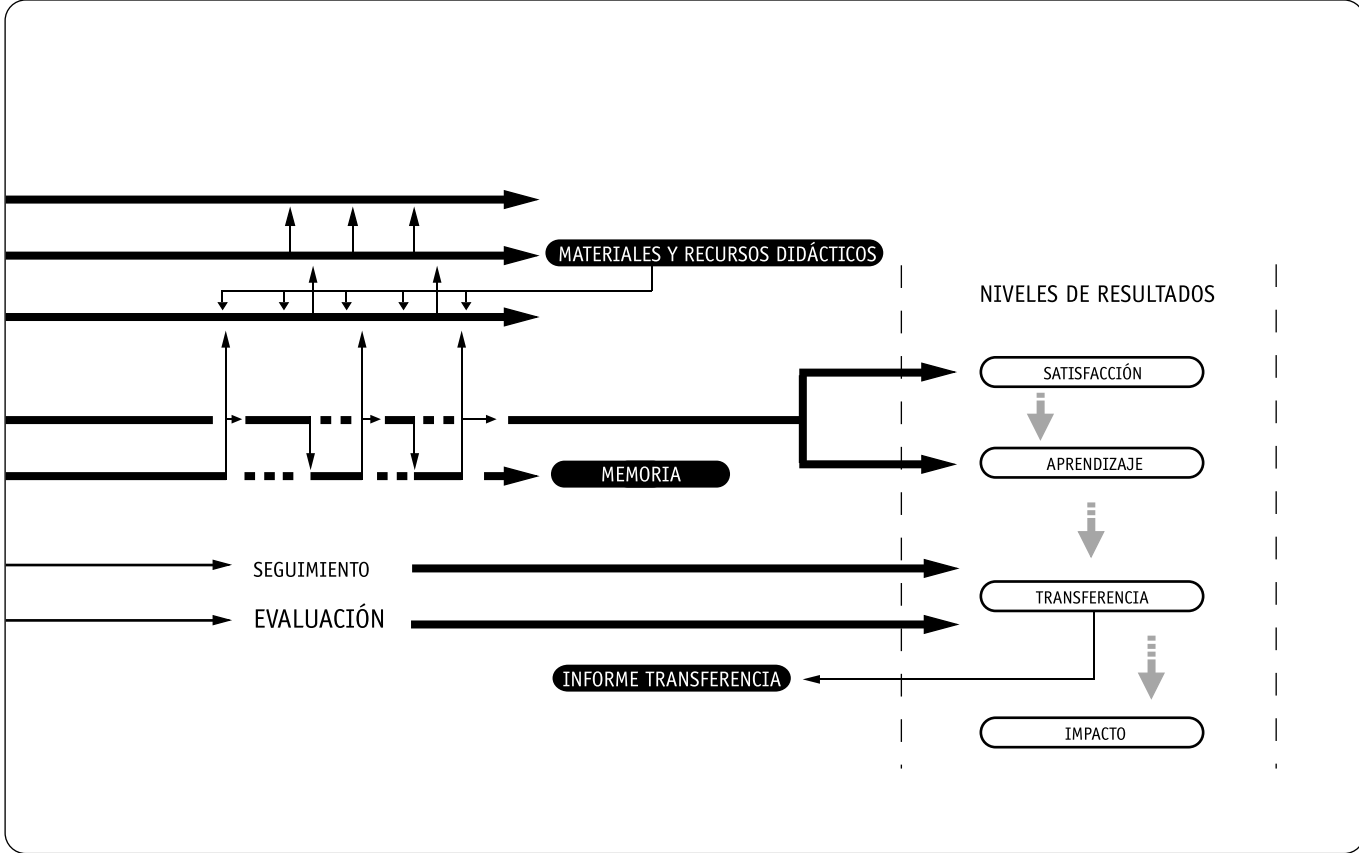 MATERIALES Y RECURSOS DIDÁCTICOS
NIVELES DE RESULTADOS
SATISFACCIÓN
APRENDIZAJE
MEMORIA
SEGUIMIENTO
TRANSFERENCIA
EVALUACIÓN
INFORME TRANSFERENCIA
IMPACTO